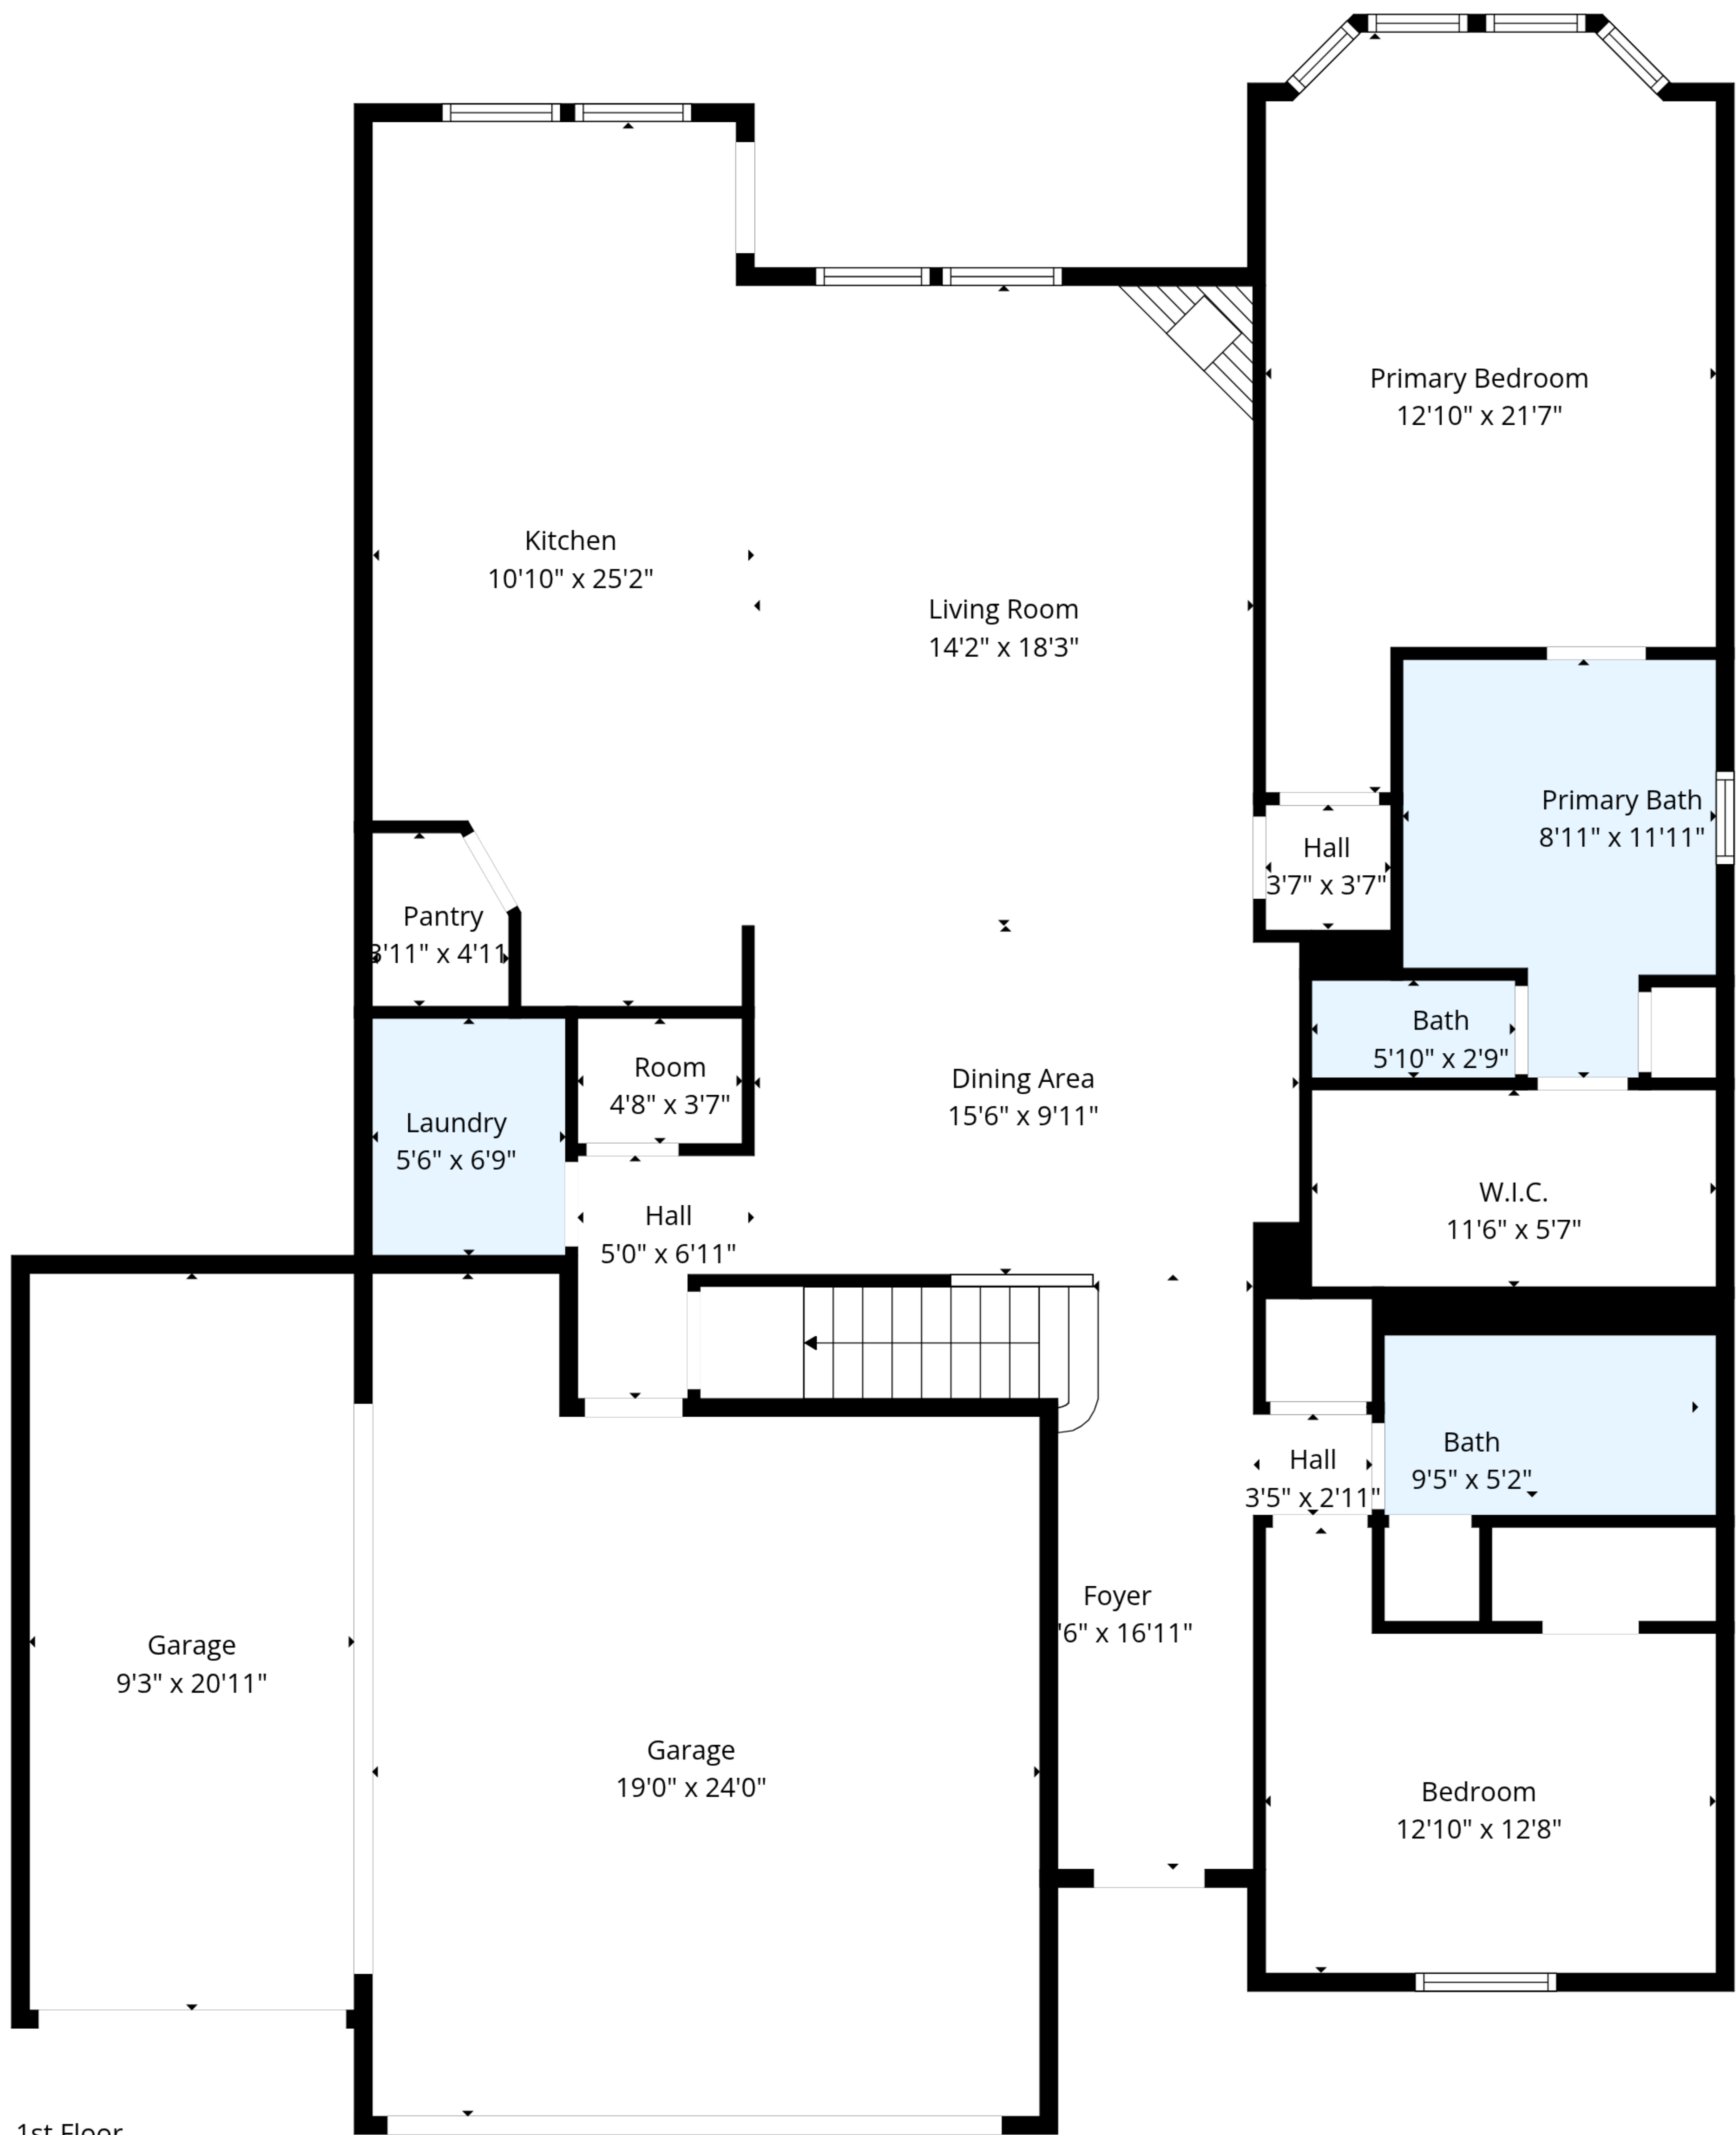 Primary Bedroom
12'10" x 21'7"
Kitchen
10'10" x 25'2"
Living Room
14'2" x 18'3"
Primary Bath
8'11" x 11'11"
Hall
3'7" x 3'7"
Pantry
3'11" x 4'11
Bath
5'10" x 2'9"
Room
4'8" x 3'7"
Dining Area
15'6" x 9'11"
Laundry
5'6" x 6'9"
W.I.C.
11'6" x 5'7"
Hall
5'0" x 6'11"
Bath
9'5" x 5'2"
Hall
3'5" x 2'11"
Foyer
'6" x 16'11"
Garage
9'3" x 20'11"
Garage
19'0" x 24'0"
Bedroom
12'10" x 12'8"
1st Floor